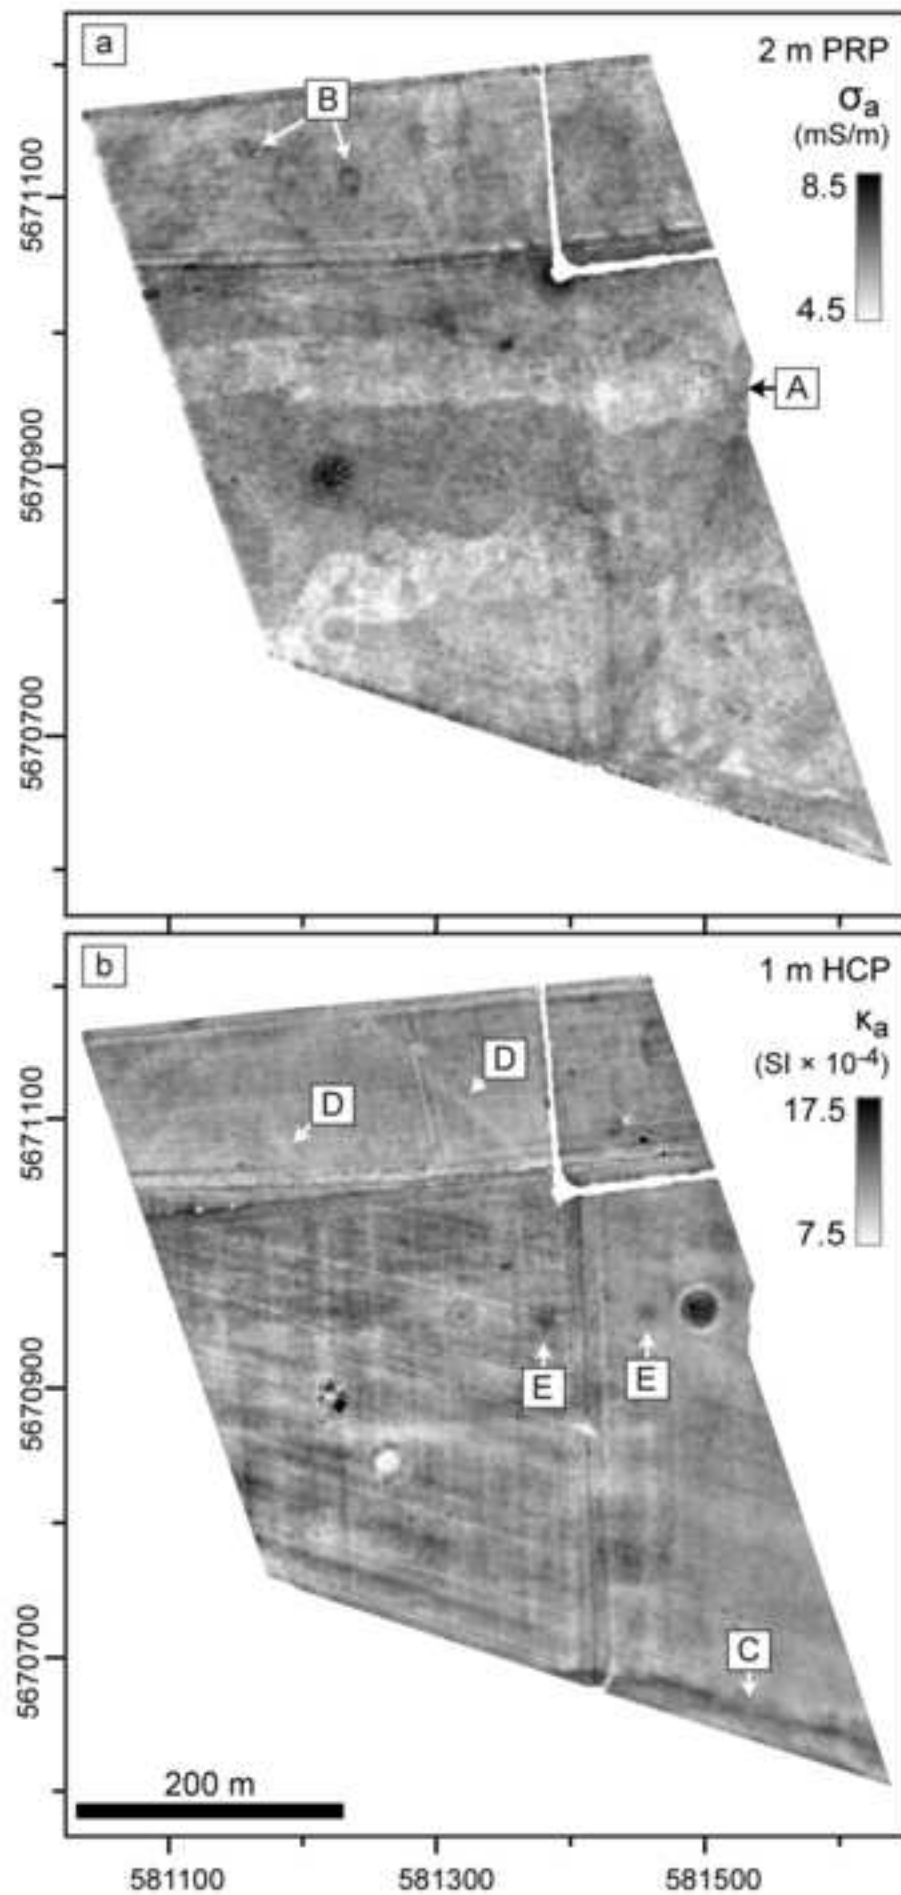 a
2 m PRP
σa
(mS/m)
8.5
4.5
B
A
5671100
5670900
5670700
b
1 m HCP
κa
(SI × 10⁻⁴)
17.5
7.5
D
D
E
E
C
5671100
5670900
5670700
200 m
581100
581300
581500